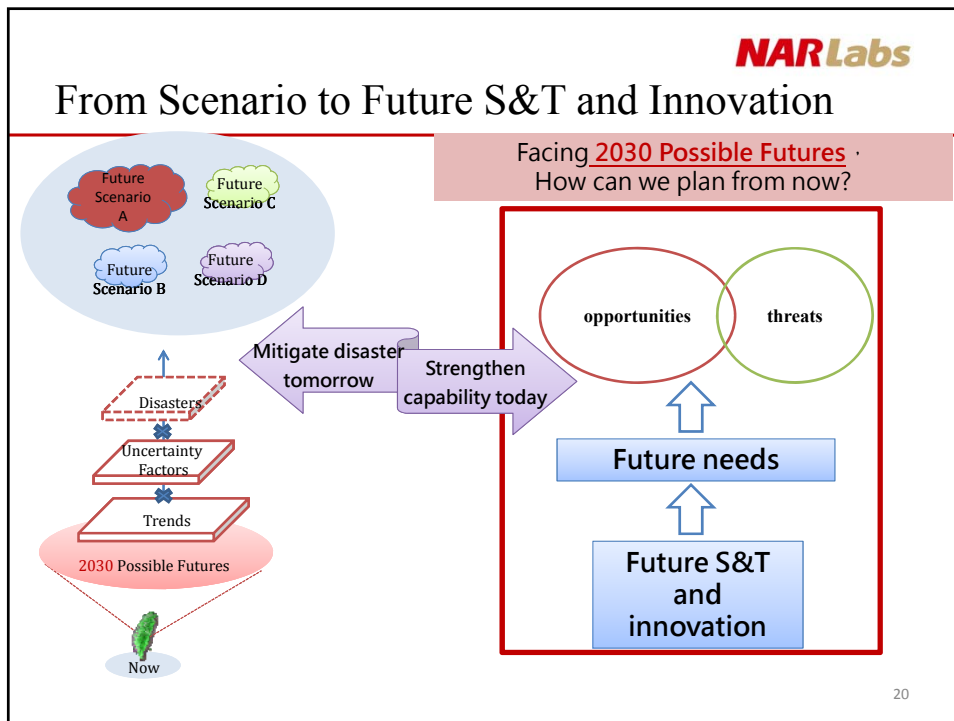 NARLabs
From Scenario to Future S&T and Innovation
Facing 2030 Possible Futures，
How can we plan from now?
Future
Scenario
A
Future
Scenario C
Future
Scenario B
Future
Scenario D
Mitigate disaster
tomorrow
Strengthen
capability today
Disasters
Uncertainty
Factors
Trends
2030 Possible Futures
Now
opportunities
threats
Future needs
Future S&T
and
innovation
20